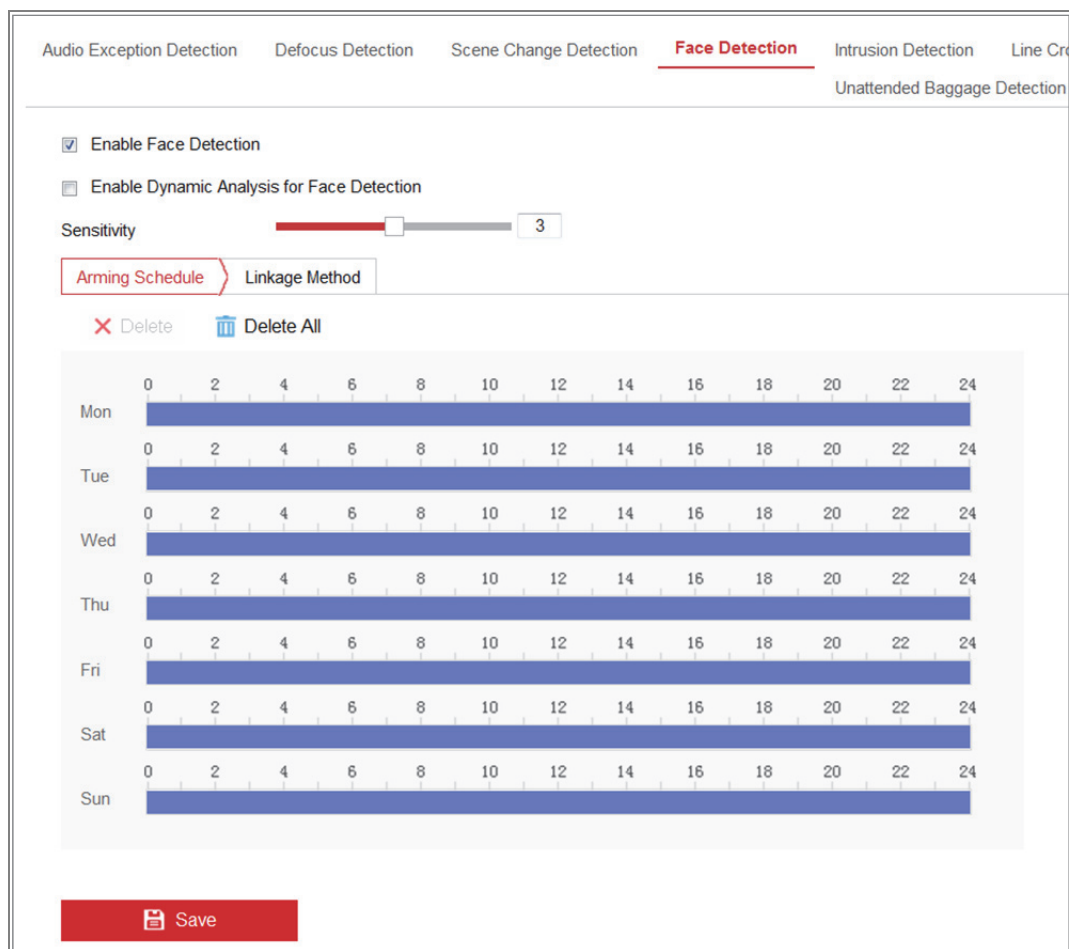 Audio Exception Detection Defocus Detection Scene Change Detection Face Detection Intrusion Detection Line Cro
Unattended Baggage Detection
Enable Face Detection
Enable Dynamic Analysis for Face Detection
Sensitivity 3
Arming Schedule Linkage Method
Delete Delete All
0 2 4 6 8 10 12 14 16 18 20 22 24
Mon
0 2 4 6 8 10 12 14 16 18 20 22 24
Tue
0 2 4 6 8 10 12 14 16 18 20 22 24
Wed
0 2 4 6 8 10 12 14 16 18 20 22 24
Thu
0 2 4 6 8 10 12 14 16 18 20 22 24
Fri
0 2 4 6 8 10 12 14 16 18 20 22 24
Sat
0 2 4 6 8 10 12 14 16 18 20 22 24
Sun
Save